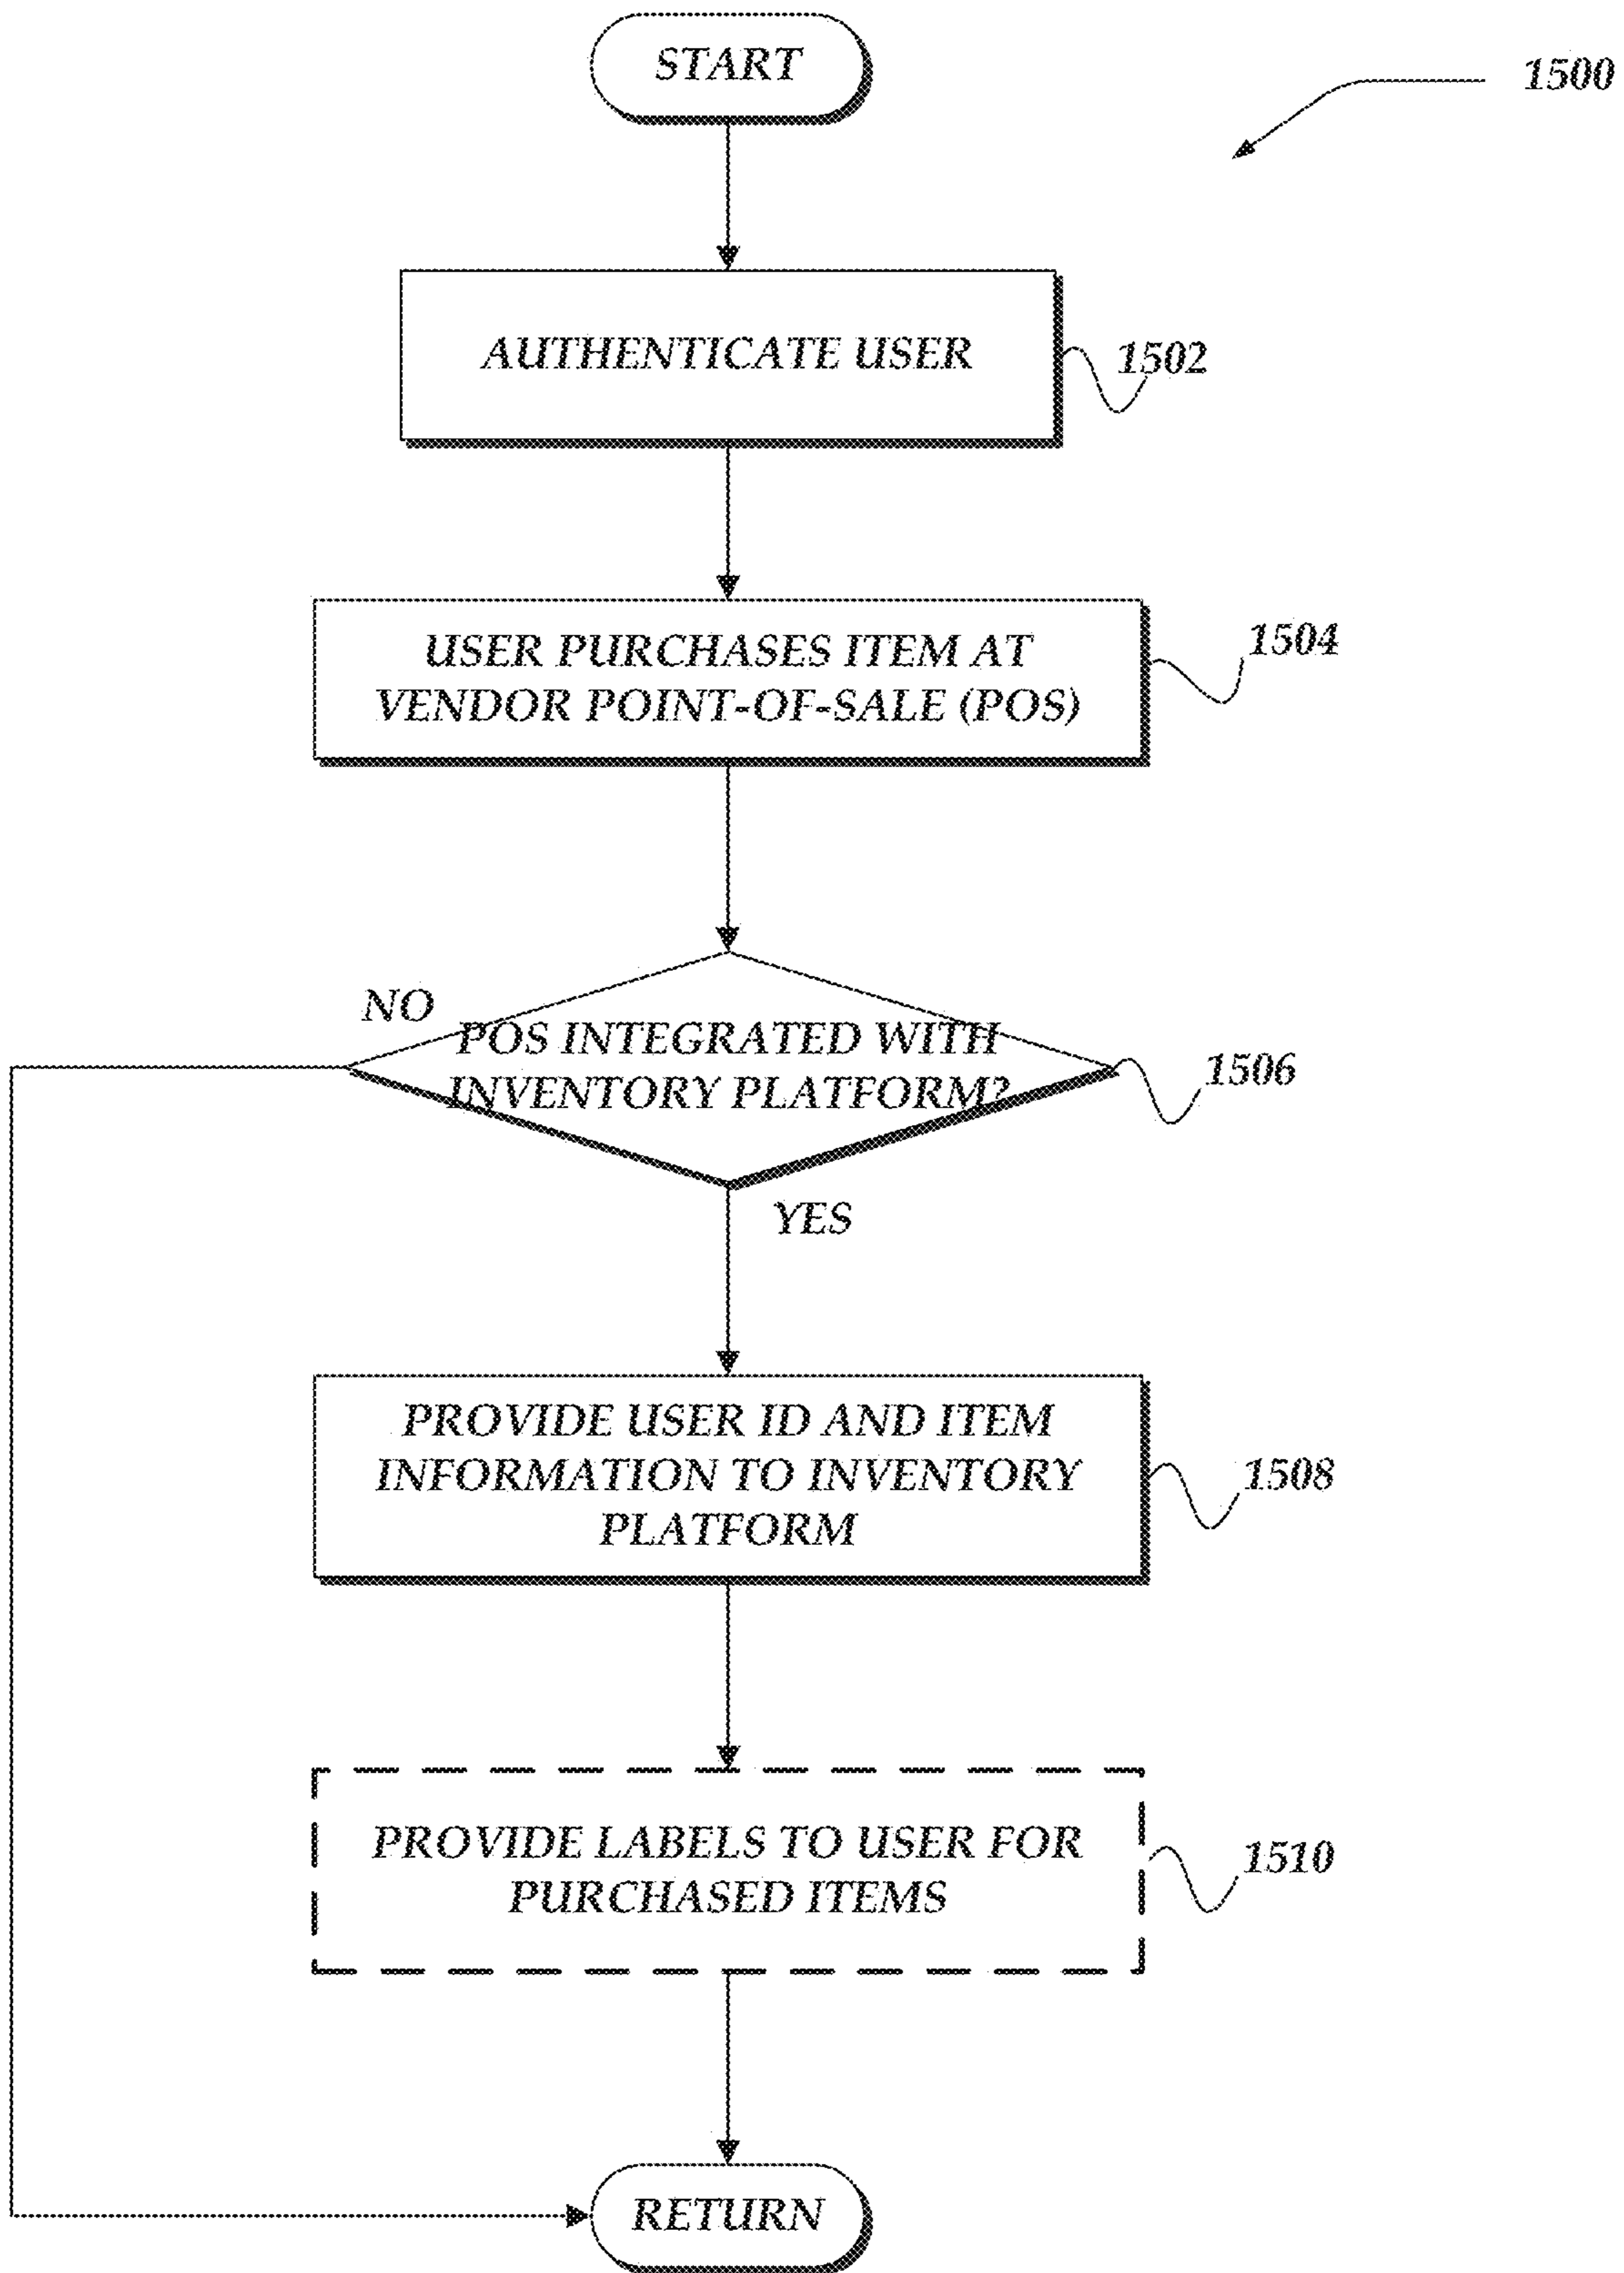 START
1500
AUTHENTICATE USER
1502
USER PURCHASES ITEM AT
VENDOR POINT-OF-SALE (POS)
1504
NO
POS INTEGRATED WITH
INVENTORY PLATFORM?
1506
YES
PROVIDE USER ID AND ITEM
INFORMATION TO INVENTORY
PLATFORM
1508
PROVIDE LABELS TO USER FOR
PURCHASED ITEMS
1510
RETURN